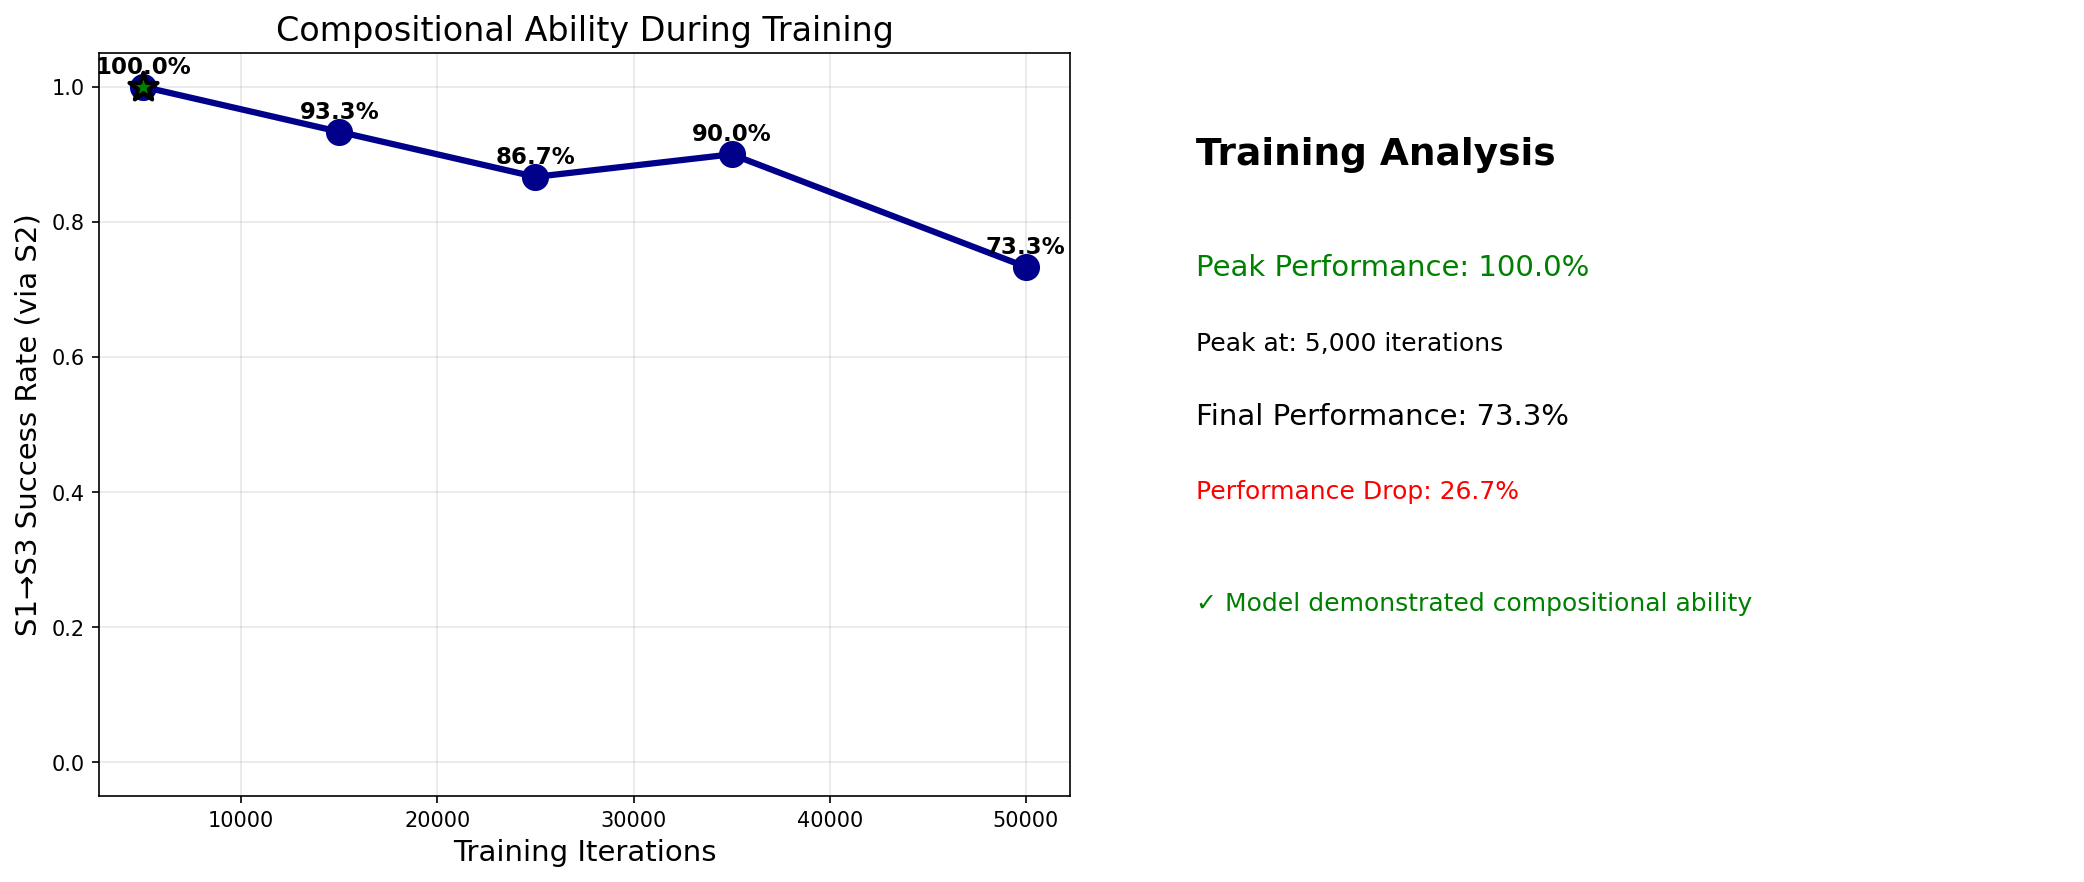 Compositional Ability During Training
S1→S3 Success Rate (via S2)
1.0
0.8
0.6
0.4
0.2
0.0
100.0%
93.3%
86.7%
90.0%
73.3%
10000
20000
30000
40000
50000
Training Iterations
Training Analysis
Peak Performance: 100.0%
Peak at: 5,000 iterations
Final Performance: 73.3%
Performance Drop: 26.7%
✓ Model demonstrated compositional ability